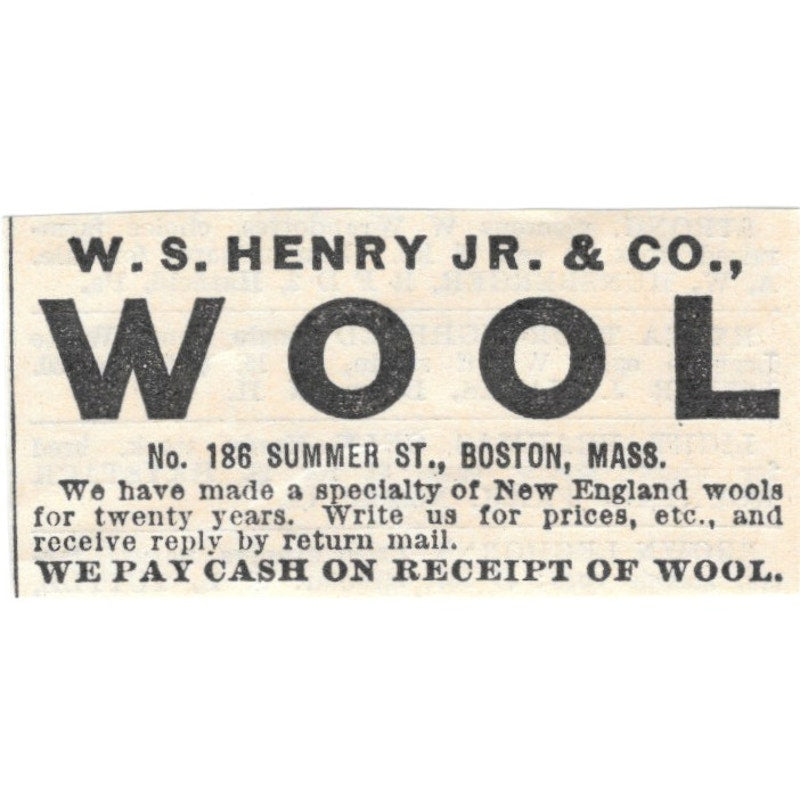 W. S. HENRY JR. & CO.,
WOOL
No. 186 SUMMER ST., BOSTON, MASS.
We have made a specialty of New England wools
for twenty years. Write us for prices, etc., and
receive reply by return mail.
WE PAY CASH ON RECEIPT OF WOOL.